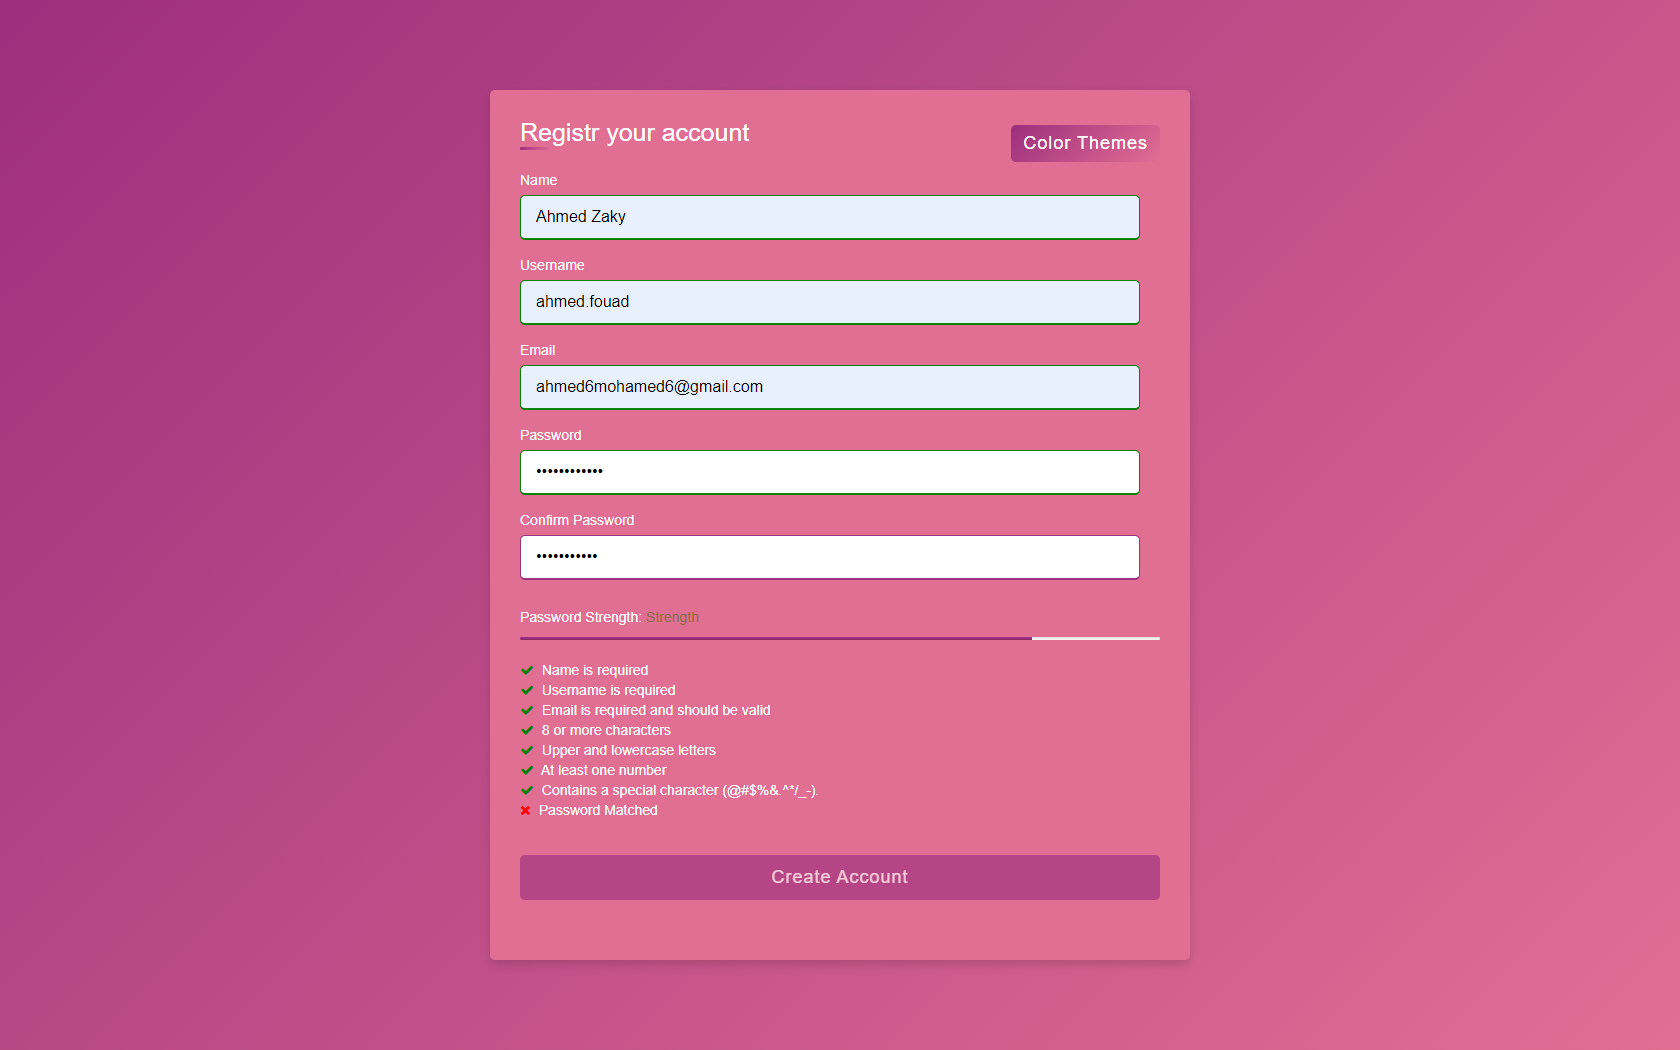 Registr your account
Color Themes
Name
Ahmed Zaky
Username
ahmed.fouad
Email
ahmed6mohamed6@gmail.com
Password
••••••••••••
Confirm Password
•••••••••••
Password Strength: Strength
Name is required
Username is required
Email is required and should be valid
8 or more characters
Upper and lowercase letters
At least one number
Contains a special character (@#$%&.^*/_-).
Password Matched
Create Account